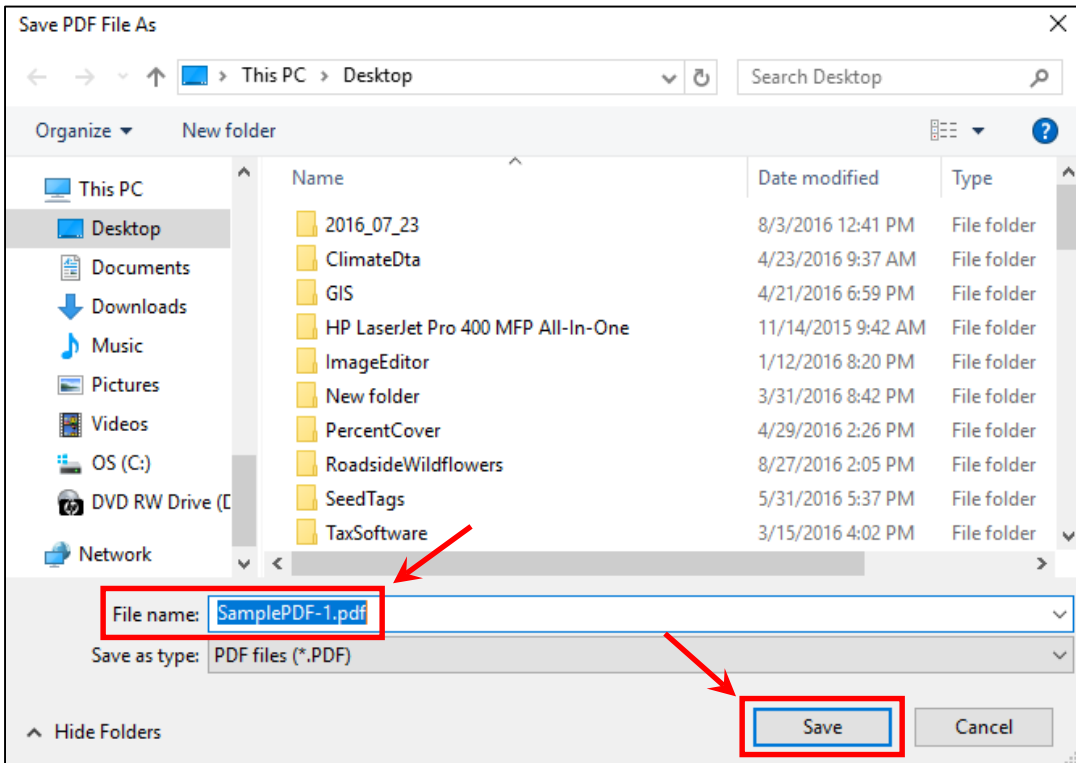 Save PDF File As
This PC > Desktop
Search Desktop
Organize
New folder
This PC
Desktop
Documents
Downloads
Music
Pictures
Videos
OS (C:)
DVD RW Drive (D
Network
Name Date modified Type
2016_07_23 8/3/2016 12:41 PM File folder
ClimateDta 4/23/2016 9:37 AM File folder
GIS 4/21/2016 6:59 PM File folder
HP LaserJet Pro 400 MFP All-In-One 11/14/2015 9:42 AM File folder
ImageEditor 1/12/2016 8:20 PM File folder
New folder 3/31/2016 8:42 PM File folder
PercentCover 4/29/2016 2:26 PM File folder
RoadsideWildflowers 8/27/2016 2:05 PM File folder
SeedTags 5/31/2016 5:37 PM File folder
TaxSoftware 3/15/2016 4:02 PM File folder
File name: SamplePDF-1.pdf
Save as type: PDF files (*.PDF)
Hide Folders
Save
Cancel